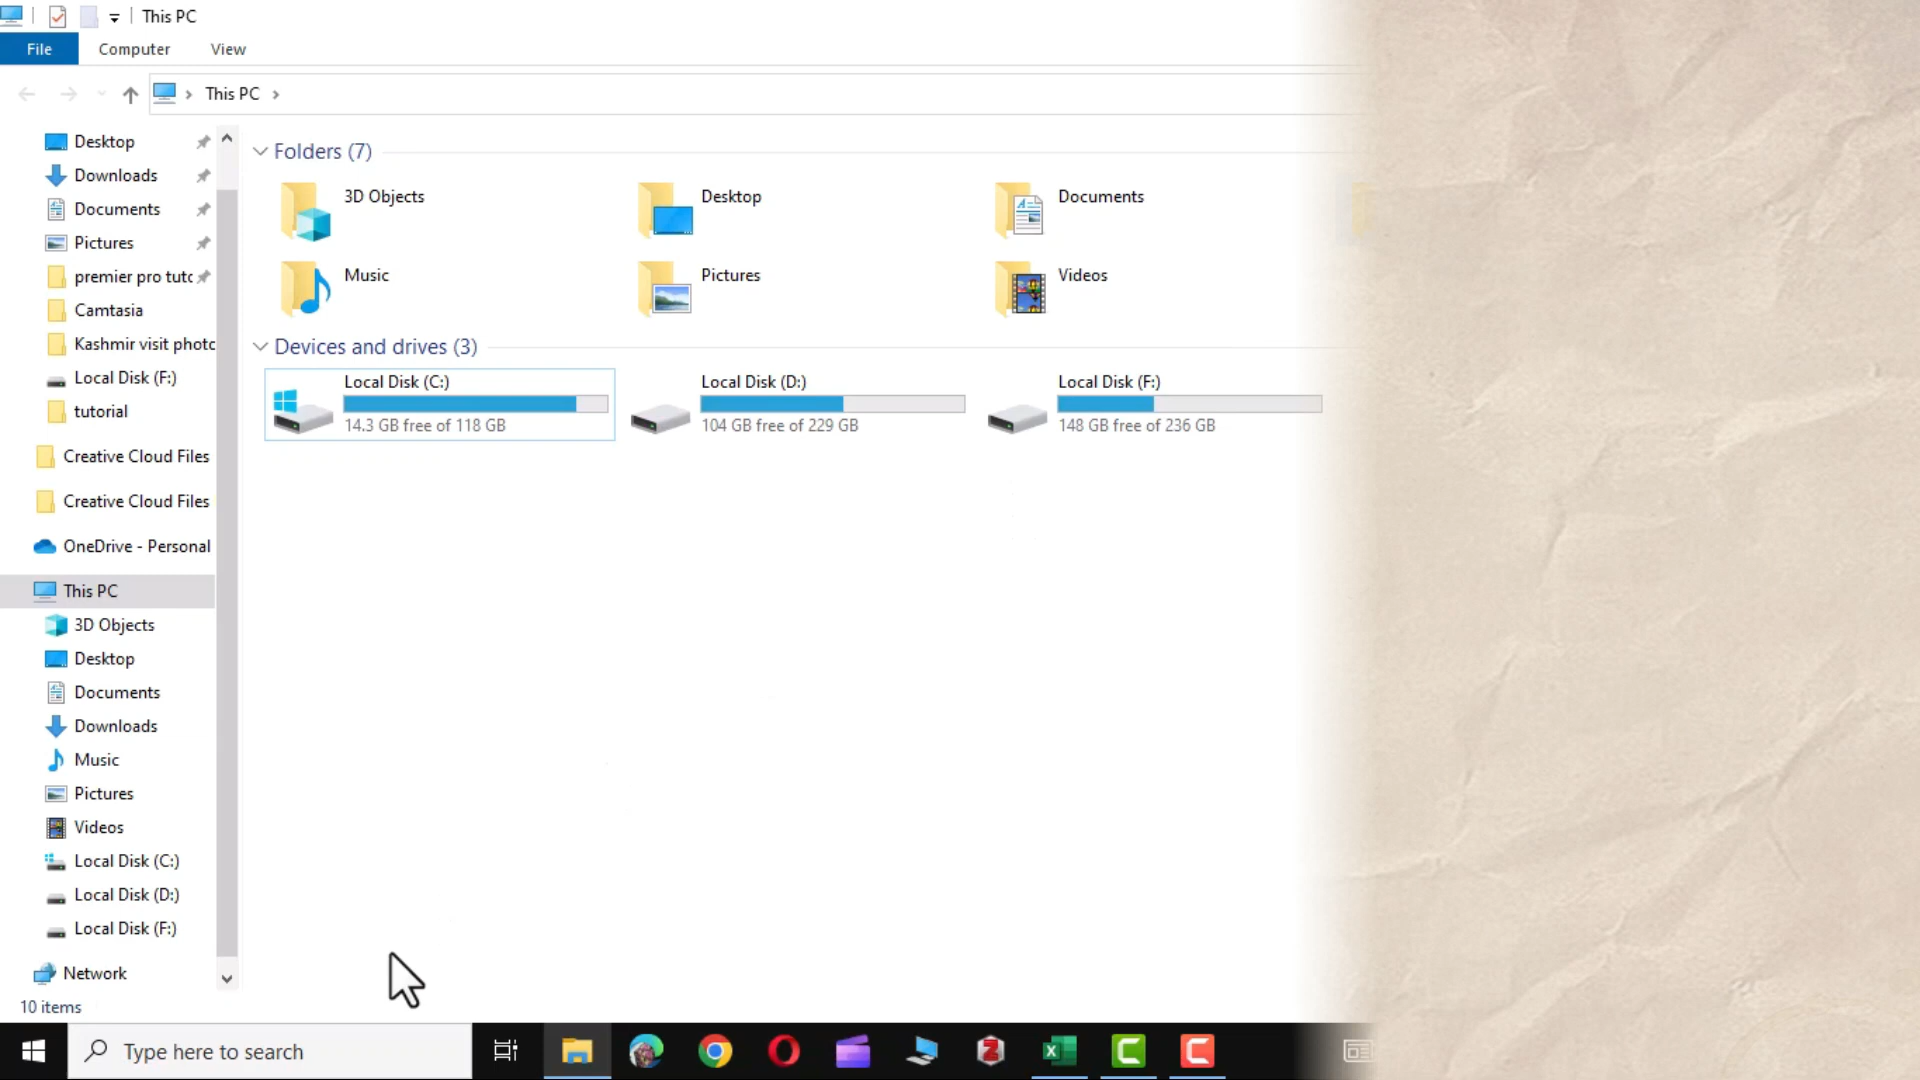 This PC
File Computer View
This PC
Desktop
Downloads
Documents
Pictures
premier pro tuto
Camtasia
Kashmir visit photo
Local Disk (F:)
tutorial
Creative Cloud Files
Creative Cloud Files
OneDrive - Personal
This PC
3D Objects
Desktop
Documents
Downloads
Music
Pictures
Videos
Local Disk (C:)
Local Disk (D:)
Local Disk (F:)
Network
Folders (7)
3D Objects
Desktop
Documents
Music
Pictures
Videos
Devices and drives (3)
Local Disk (C:)
14.3 GB free of 118 GB
Local Disk (D:)
104 GB free of 229 GB
Local Disk (F:)
148 GB free of 236 GB
10 items
Type here to search